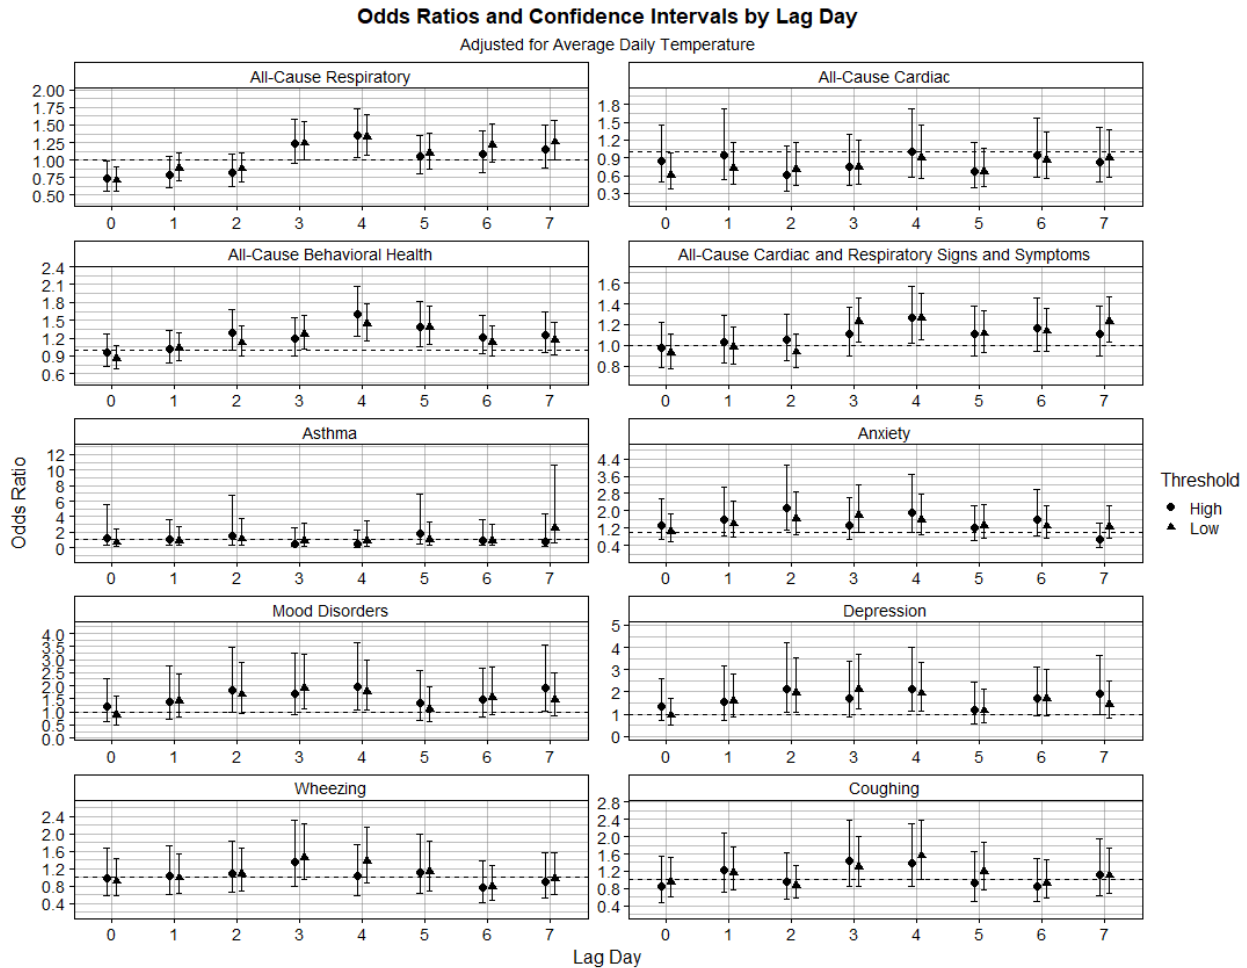 Odds Ratios and Confidence Intervals by Lag Day
Adjusted for Average Daily Temperature
All-Cause Respiratory
2.00
1.75
1.50
1.25
1.00
0.75
0.50
0 1 2 3 4 5 6 7
All-Cause Cardiac
1.8
1.5
1.2
0.9
0.6
0.3
0 1 2 3 4 5 6 7
All-Cause Behavioral Health
2.4
2.1
1.8
1.5
1.2
0.9
0.6
0 1 2 3 4 5 6 7
All-Cause Cardiac and Respiratory Signs and Symptoms
1.6
1.4
1.2
1.0
0.8
0 1 2 3 4 5 6 7
Asthma
12
10
8
6
4
2
0
0 1 2 3 4 5 6 7
Anxiety
4.4
3.6
2.8
2.0
1.2
0.4
0 1 2 3 4 5 6 7
Mood Disorders
4.0
3.5
3.0
2.5
2.0
1.5
1.0
0.5
0.0
0 1 2 3 4 5 6 7
Depression
5
4
3
2
1
0
0 1 2 3 4 5 6 7
Wheezing
2.4
2.0
1.6
1.2
0.8
0.4
0 1 2 3 4 5 6 7
Coughing
2.8
2.4
2.0
1.6
1.2
0.8
0.4
0 1 2 3 4 5 6 7
Odds Ratio
Lag Day
Threshold
High
Low